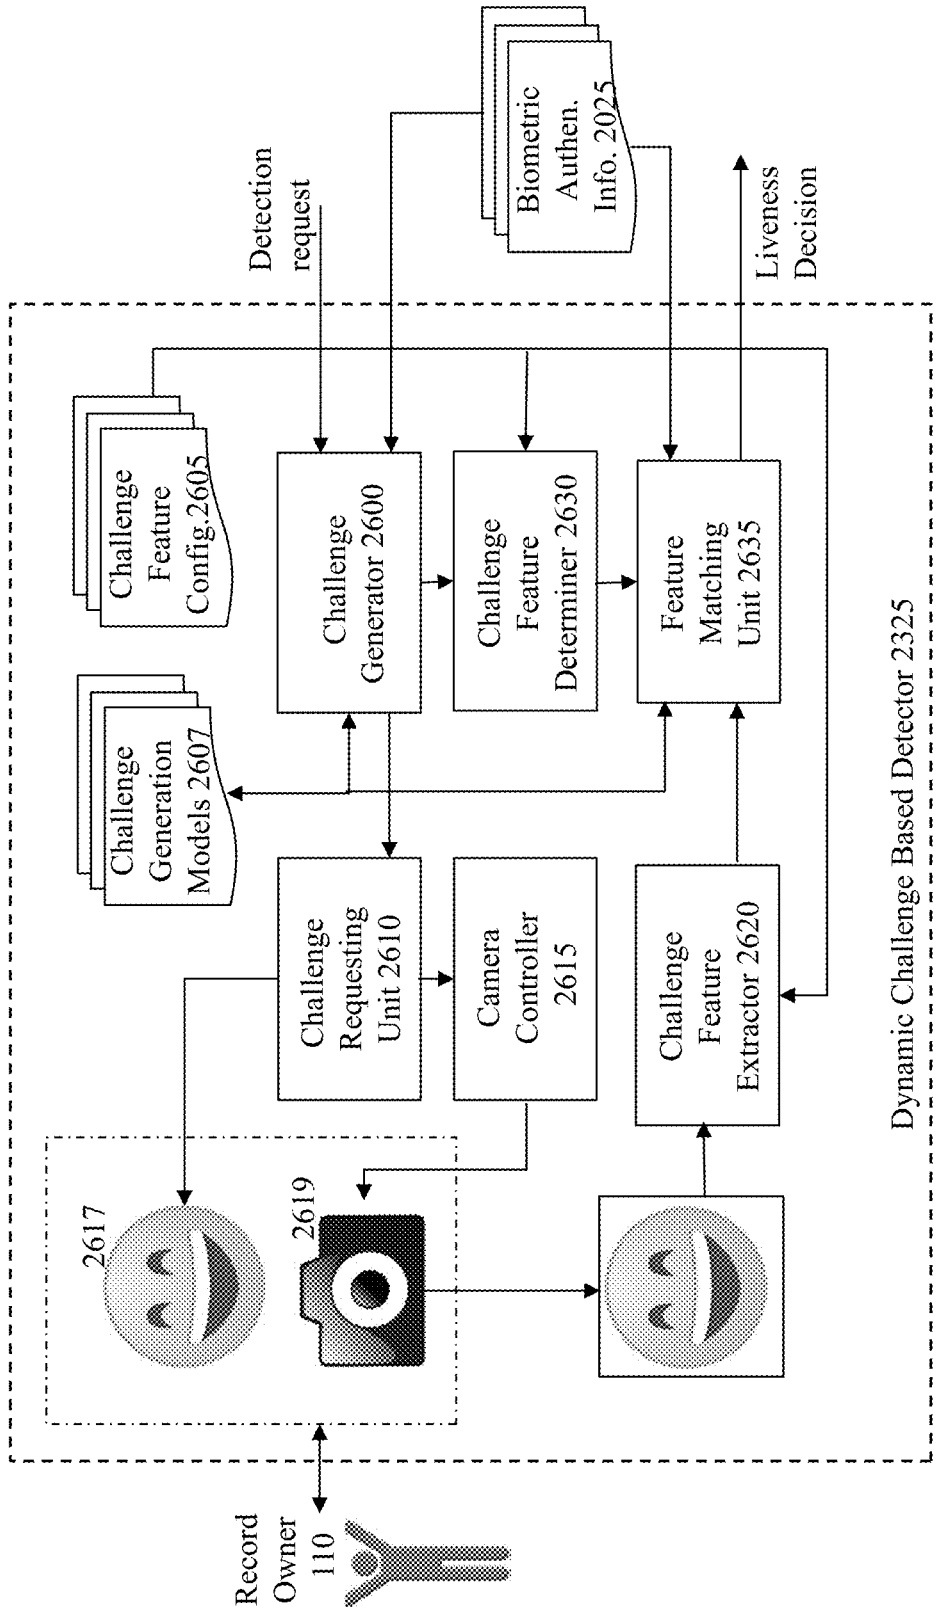 Record
Owner
110
2617
2619
Challenge
Requesting
Unit 2610
Camera
Controller
2615
Challenge
Feature
Extractor 2620
Challenge
Generation
Models 2607
Challenge
Feature
Config.2605
Challenge
Generator 2600
Challenge
Feature
Determiner 2630
Feature
Matching
Unit 2635
Detection
request
Biometric
Authen.
Info. 2025
Liveness
Decision
Dynamic Challenge Based Detector 2325